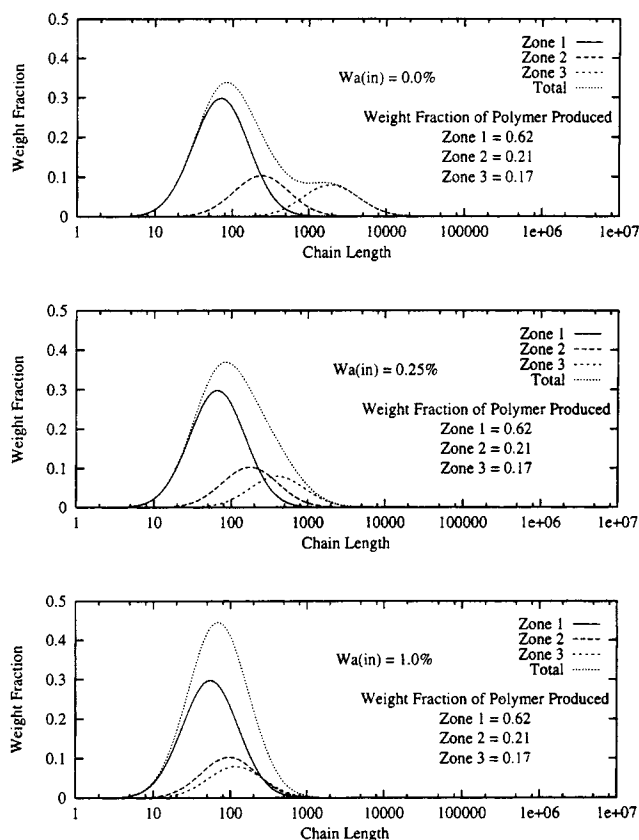 0.5
0.4
0.3
0.2
0.1
0
Weight Fraction
Zone 1
Zone 2
Zone 3
Total
Wa(in) = 0.0%
Weight Fraction of Polymer Produced
Zone 1 = 0.62
Zone 2 = 0.21
Zone 3 = 0.17
1 10 100 1000 10000 100000 1e+06 1e+07
Chain Length
0.5
0.4
0.3
0.2
0.1
0
Weight Fraction
Zone 1
Zone 2
Zone 3
Total
Wa(in) = 0.25%
Weight Fraction of Polymer Produced
Zone 1 = 0.62
Zone 2 = 0.21
Zone 3 = 0.17
1 10 100 1000 10000 100000 1e+06 1e+07
Chain Length
0.5
0.4
0.3
0.2
0.1
0
Weight Fraction
Zone 1
Zone 2
Zone 3
Total
Wa(in) = 1.0%
Weight Fraction of Polymer Produced
Zone 1 = 0.62
Zone 2 = 0.21
Zone 3 = 0.17
1 10 100 1000 10000 100000 1e+06 1e+07
Chain Length